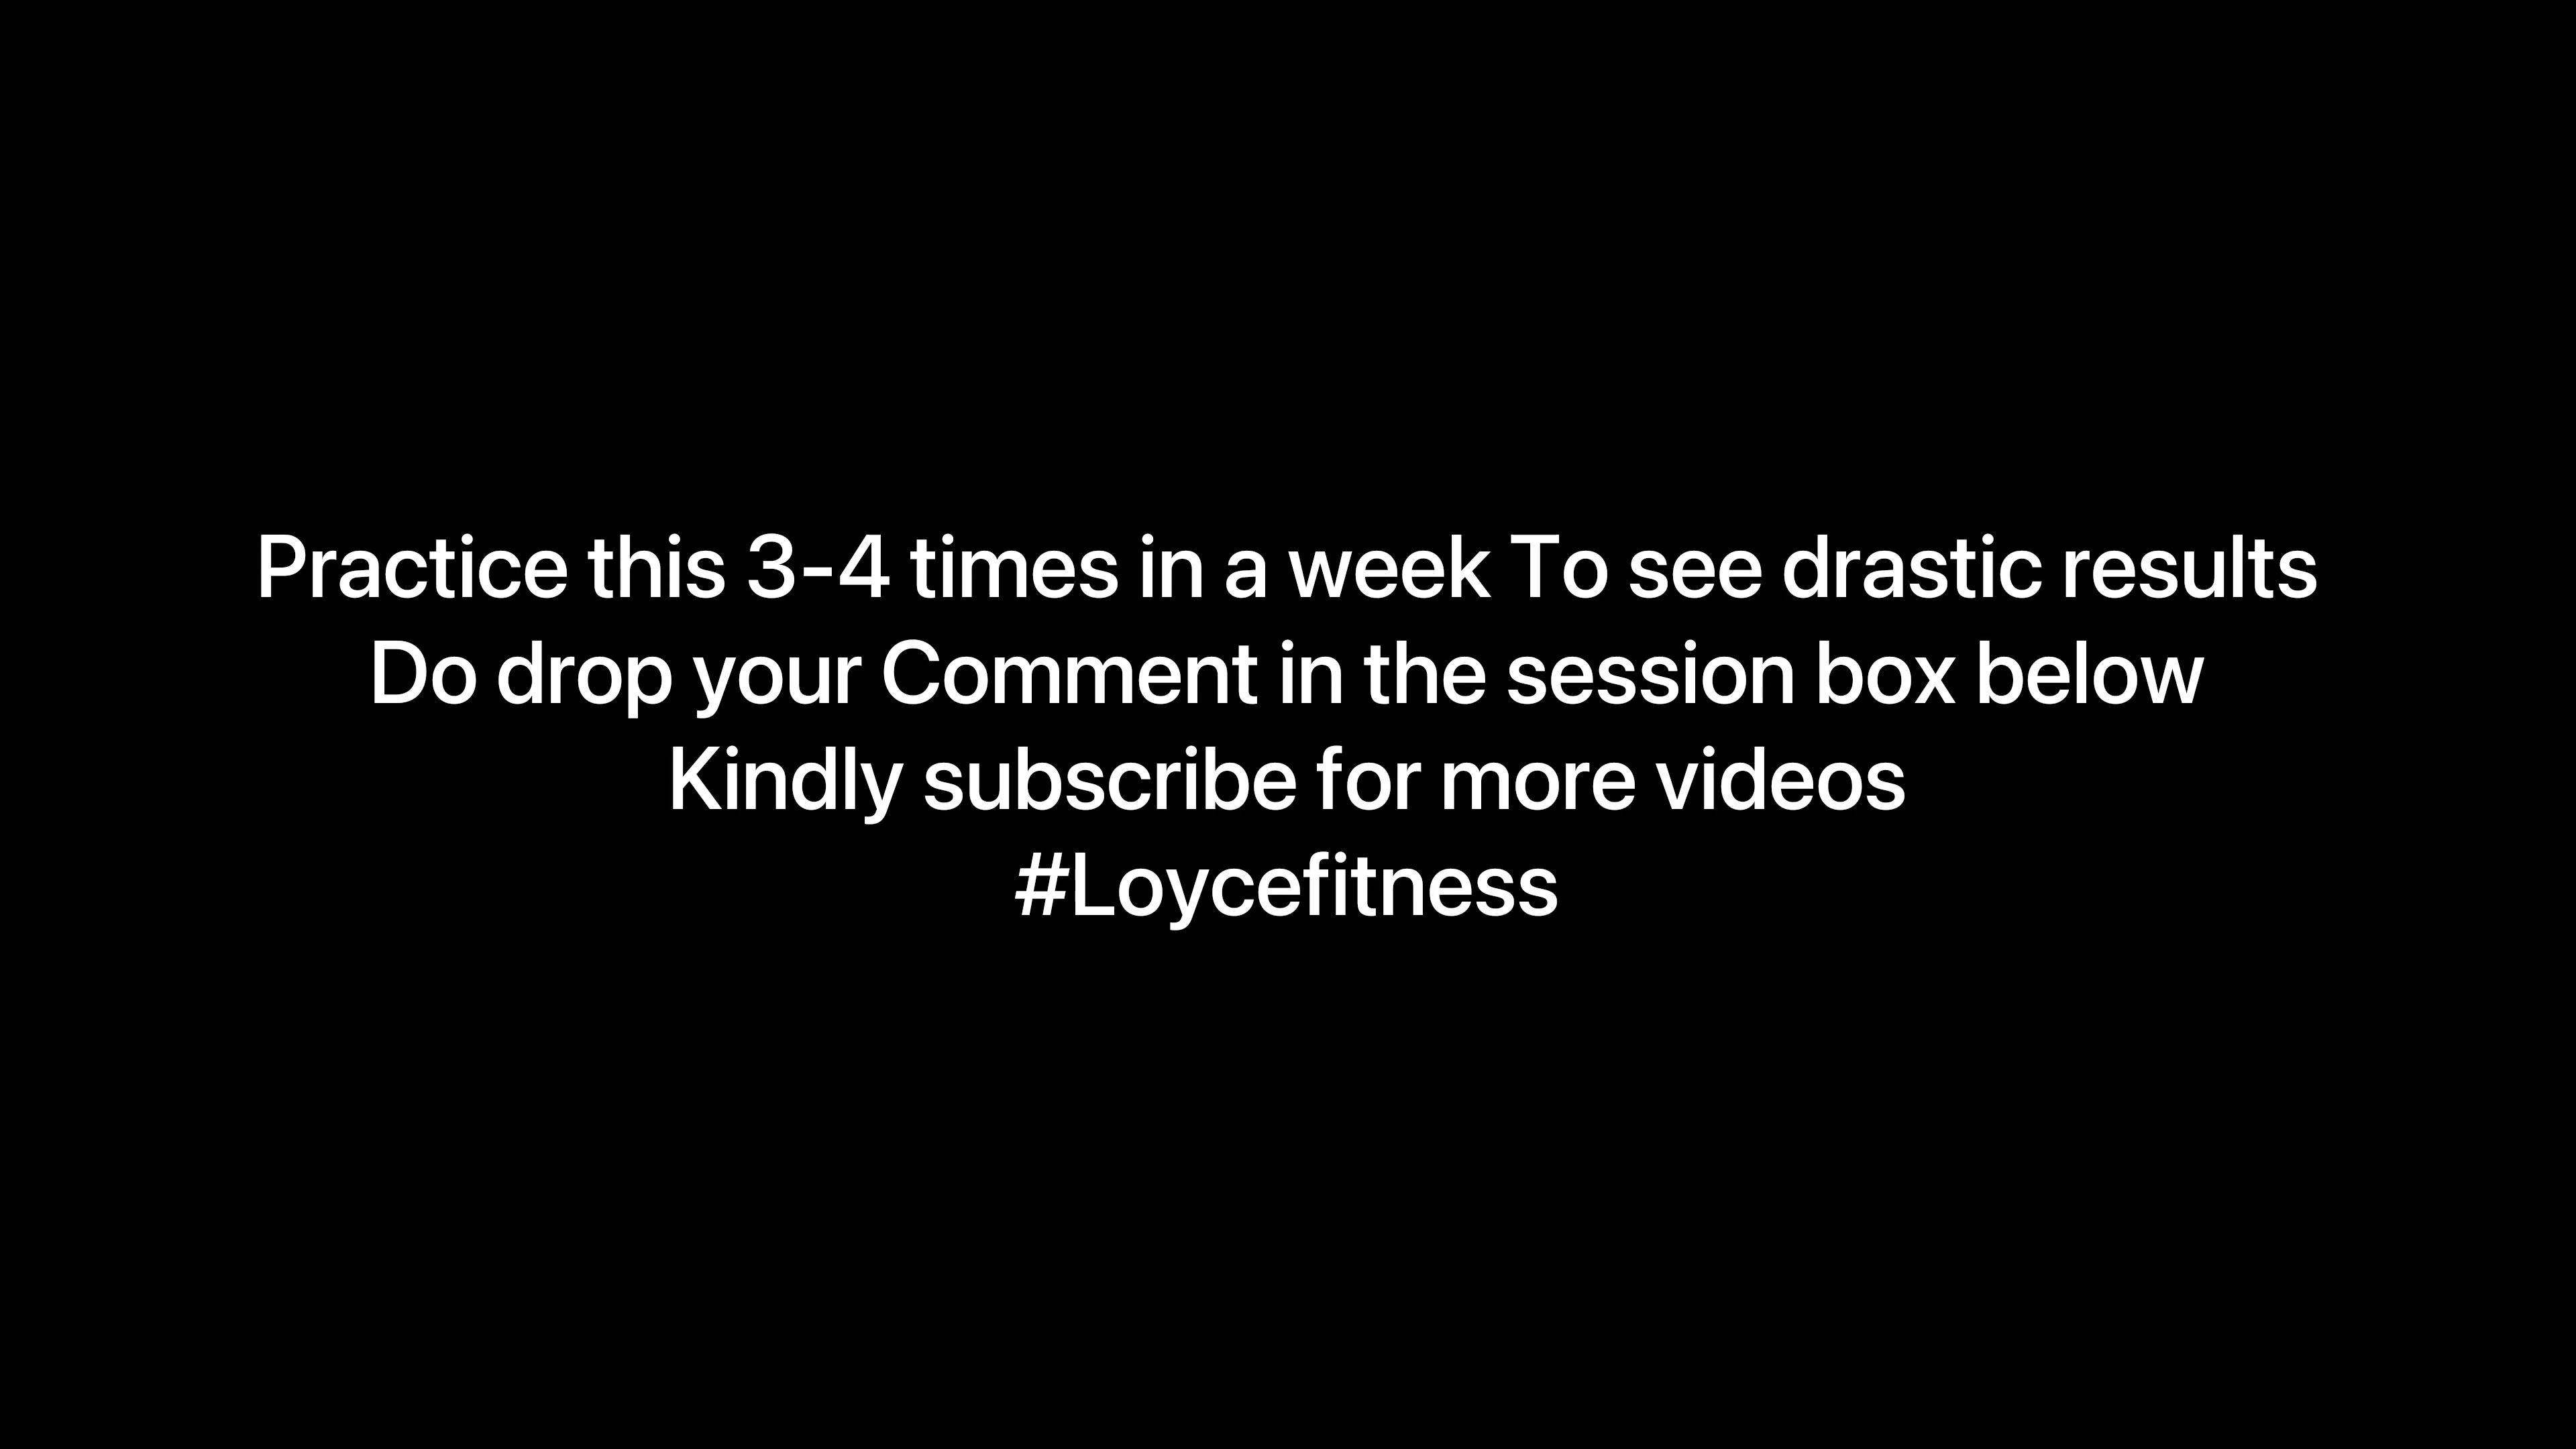 Practice this 3-4 times in a week To see drastic results
Do drop your Comment in the session box below
Kindly subscribe for more videos
#Loycefitness